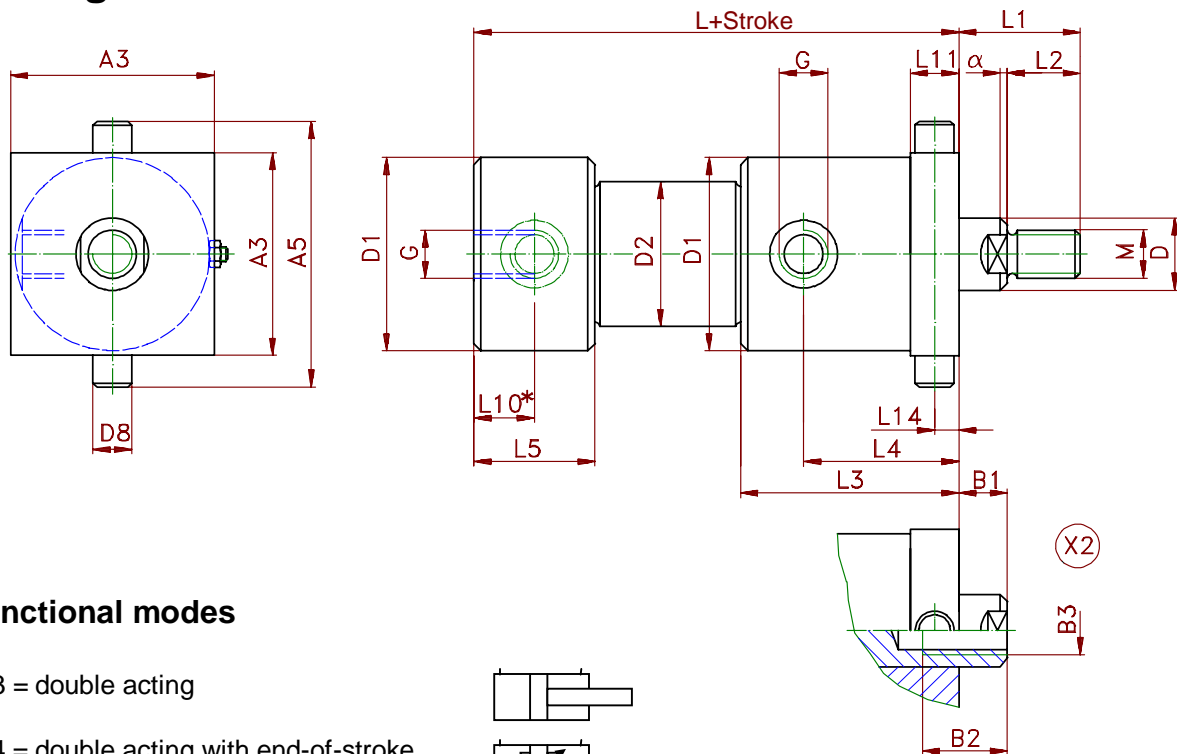 L+Stroke
L1
A3
G
L11
α
L2
A3
A5
D1
G
D2
D1
M
D
D8
L10*
L14
L5
L4
L3
B1
X2
B3
B2
nctional modes
= double acting
= double acting with end-of-stroke